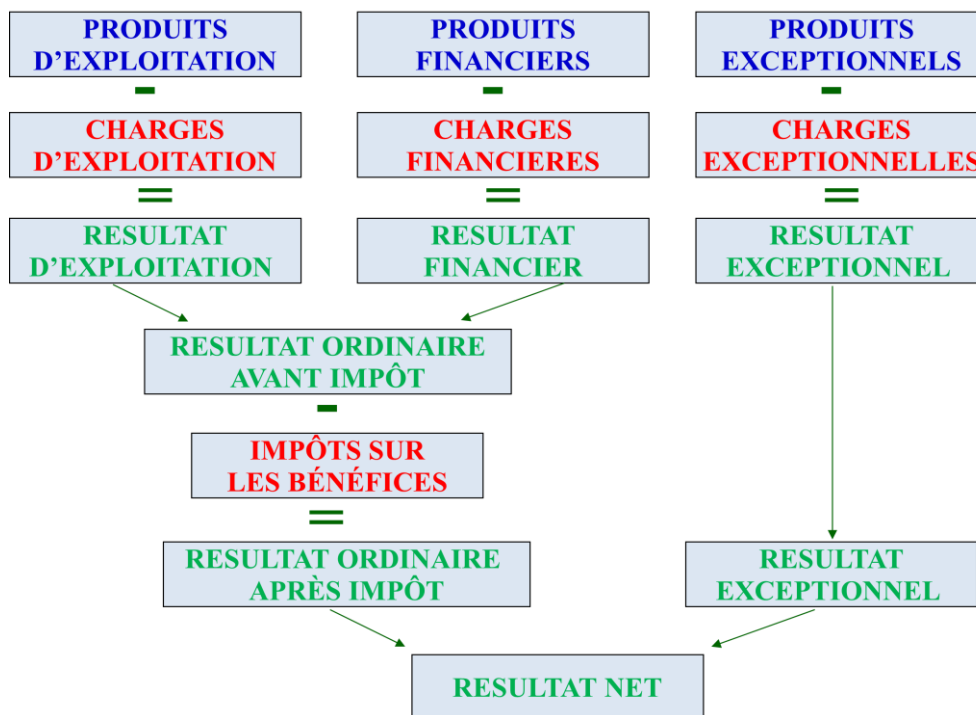 PRODUITS
D'EXPLOITATION
PRODUITS
FINANCIERS
PRODUITS
EXCEPTIONNELS
-
-
-
CHARGES
D'EXPLOITATION
CHARGES
FINANCIERES
CHARGES
EXCEPTIONNELLES
=
=
=
RESULTAT
D'EXPLOITATION
RESULTAT
FINANCIER
RESULTAT
EXCEPTIONNEL
RESULTAT ORDINAIRE
AVANT IMPÔT
-
IMPÔTS SUR
LES BÉNÉFICES
=
RESULTAT ORDINAIRE
APRÈS IMPÔT
RESULTAT
EXCEPTIONNEL
RESULTAT NET